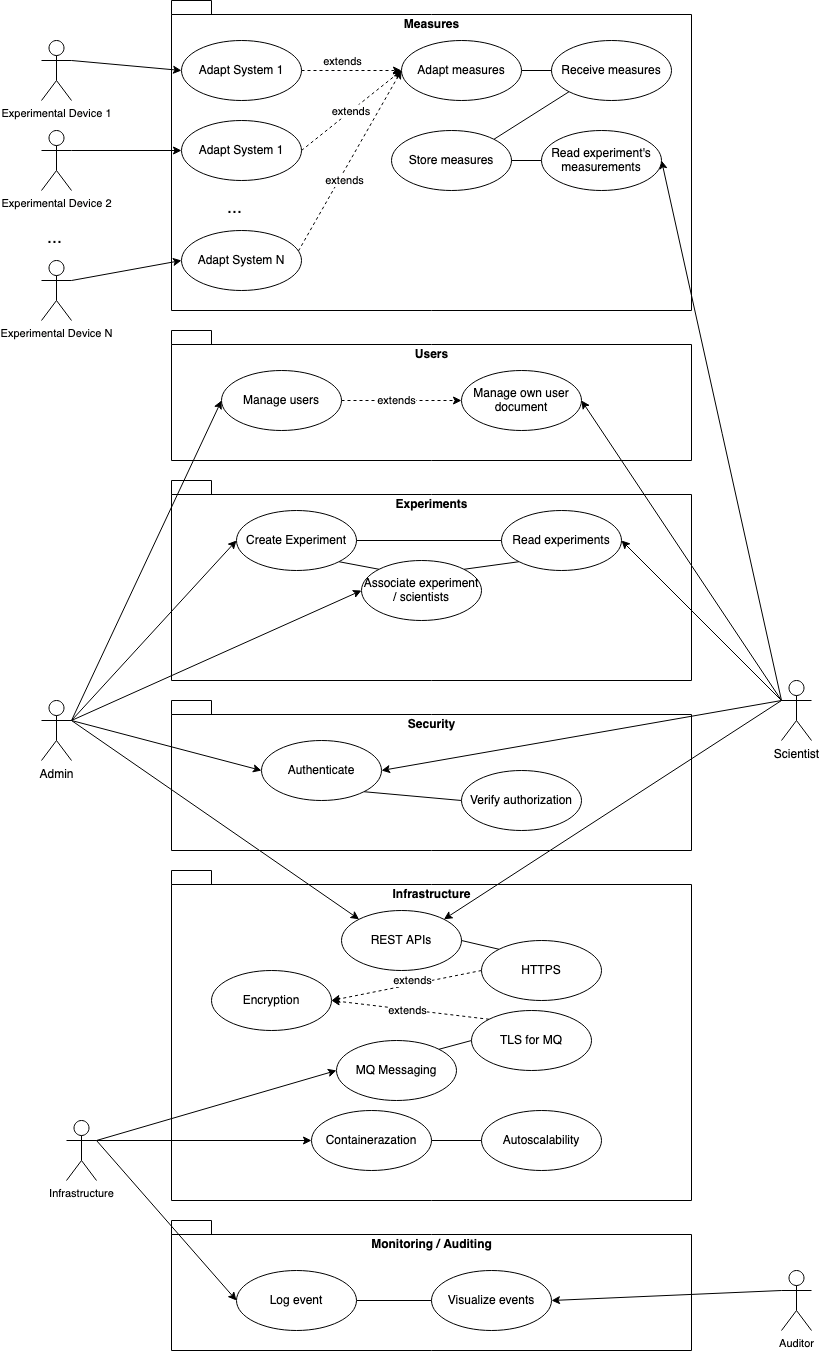 Measures
Adapt System 1
extends
Adapt measures
Receive measures
Experimental Device 1
extends
Adapt System 1
Store measures
Read experiment's
measurements
extends
Experimental Device 2
...
...
Adapt System N
Experimental Device N
Users
Manage users
extends
Manage own user
document
Experiments
Create Experiment
Read experiments
Associate experiment
/ scientists
Security
Authenticate
Verify authorization
Admin
Scientist
Infrastructure
REST APIs
HTTPS
extends
Encryption
extends
TLS for MQ
MQ Messaging
Containerazation
Autoscalability
Infrastructure
Monitoring / Auditing
Log event
Visualize events
Auditor